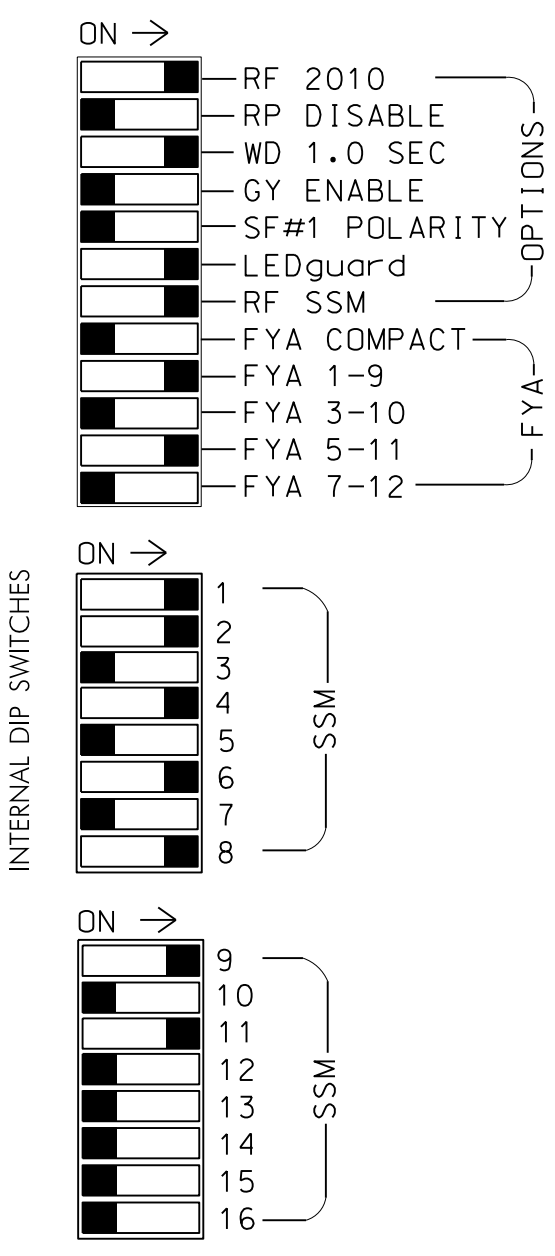 ON →
RF 2010
RP DISABLE
WD 1.0 SEC
GY ENABLE
SF#1 POLARITY
LEDguard
RF SSM
OPTIONS
FYA COMPACT
FYA 1-9
FYA 3-10
FYA 5-11
FYA 7-12
FYA
INTERNAL DIP SWITCHES
ON →
1
2
3
4
5
6
7
8
SSM
ON →
9
10
11
12
13
14
15
16
SSM